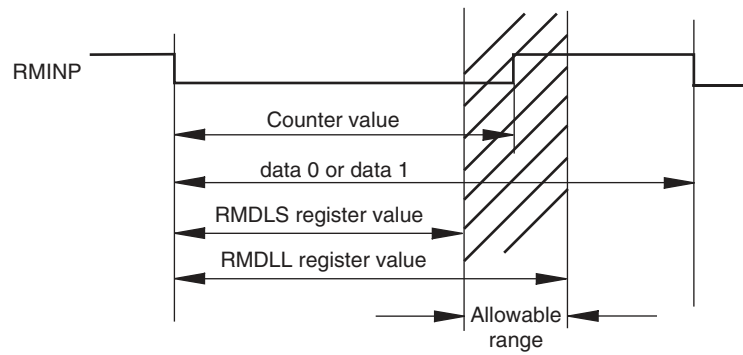 RMINP
Counter value
data 0 or data 1
RMDLS register value
RMDLL register value
Allowable
range